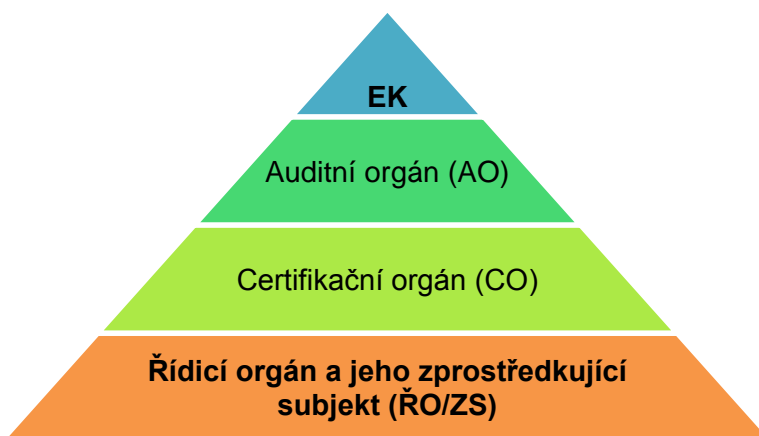 EK
Auditní orgán (AO)
Certifikační orgán (CO)
Řídicí orgán a jeho zprostředkující
subjekt (ŘO/ZS)